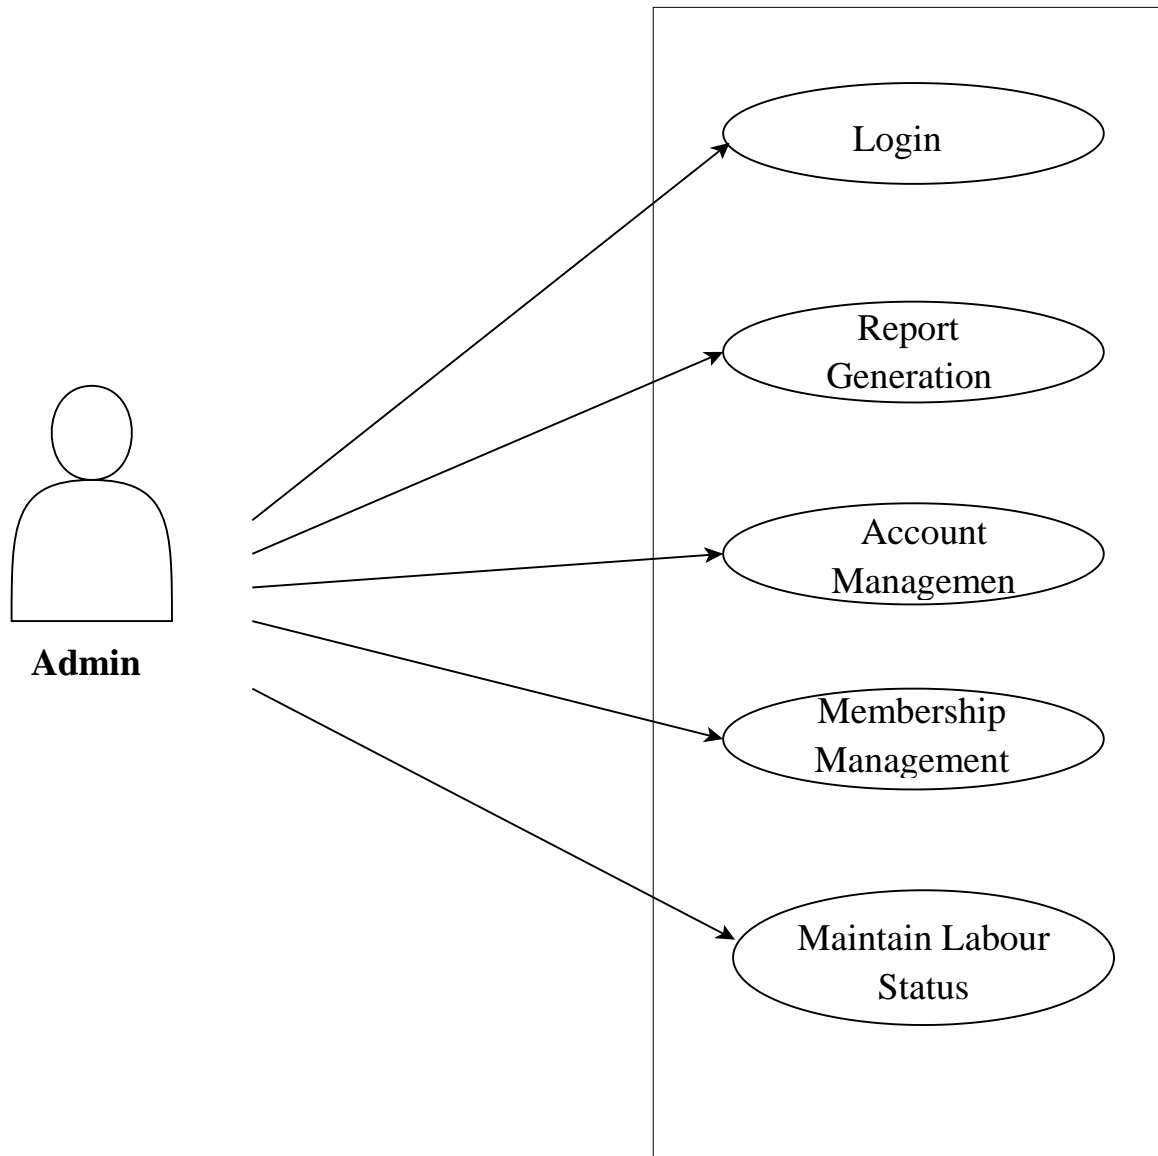 Login
Report
Generation
Account
Managemen
Admin
Membership
Management
Maintain Labour
Status